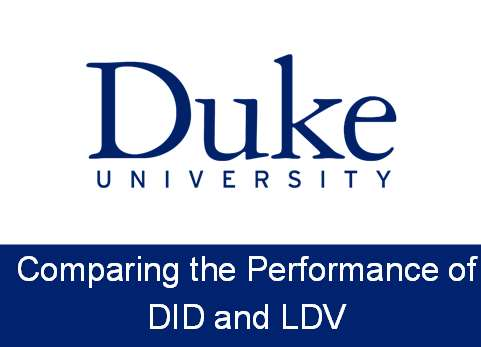 Duke
UNIVERSITY
Comparing the Performance of
DID and LDV